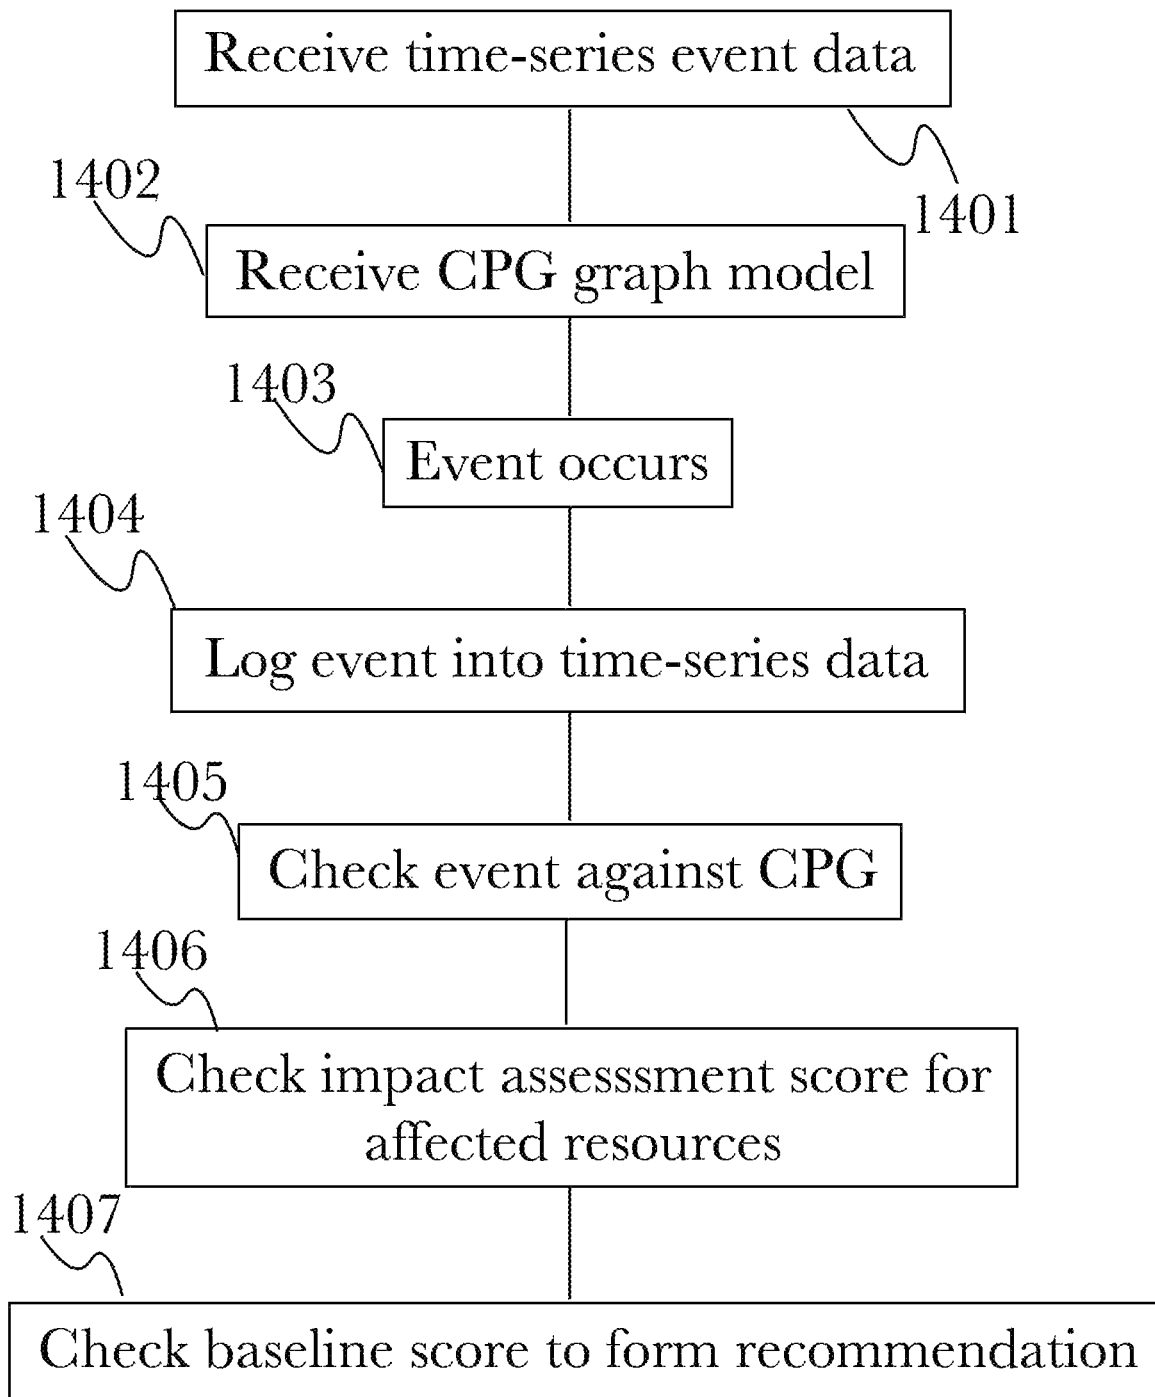 Receive time-series event data
1401
1402
Receive CPG graph model
1403
Event occurs
1404
Log event into time-series data
1405
Check event against CPG
1406
Check impact assesssment score for
affected resources
1407
Check baseline score to form recommendation